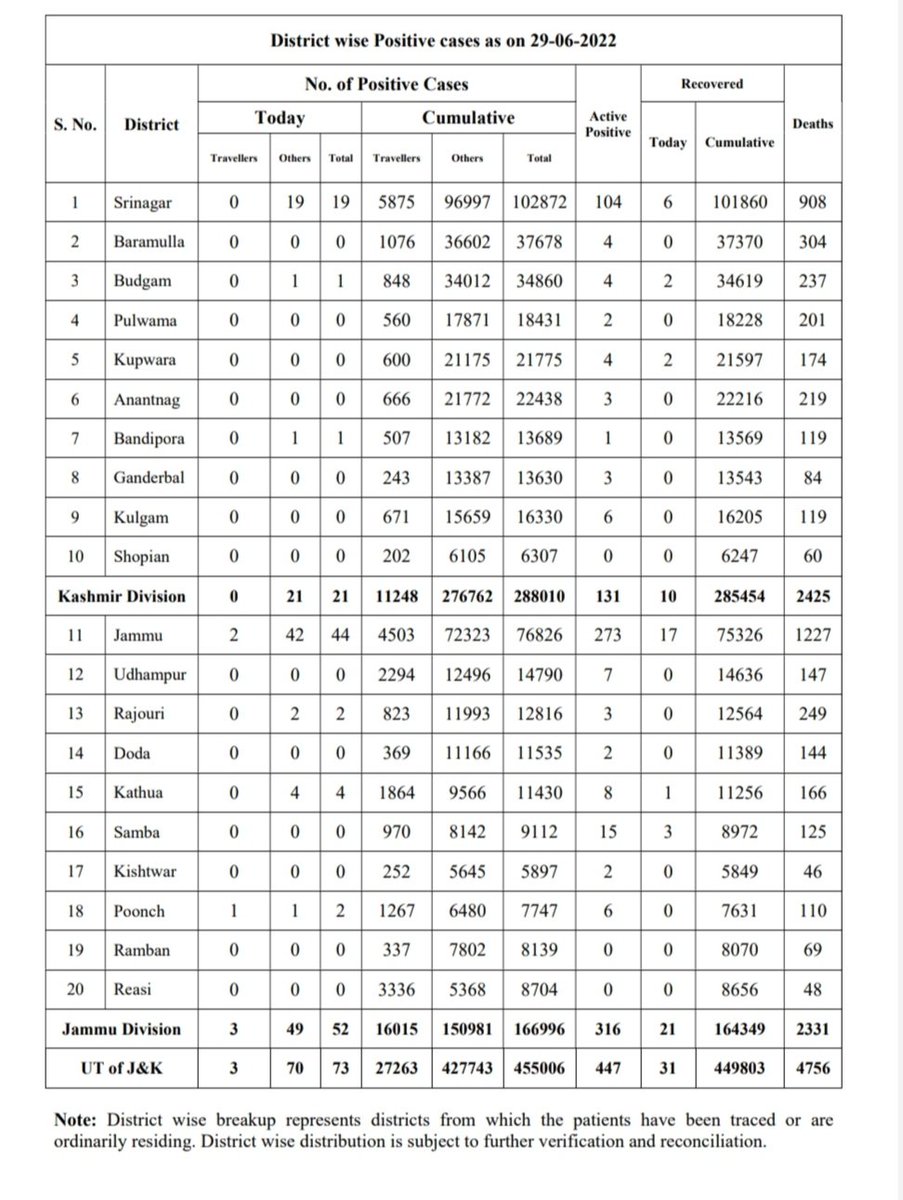 District wise Positive cases as on 29-06-2022
No. of Positive Cases Recovered
S. No. District Today Cumulative Active Positive Today Cumulative Deaths
Travellers Others Total Travellers Others Total
1 Srinagar 0 19 19 5875 96997 102872 104 6 101860 908
2 Baramulla 0 0 0 1076 36602 37678 4 0 37370 304
3 Budgam 0 1 1 848 34012 34860 4 2 34619 237
4 Pulwama 0 0 0 560 17871 18431 2 0 18228 201
5 Kupwara 0 0 0 600 21175 21775 4 2 21597 174
6 Anantnag 0 0 0 666 21772 22438 3 0 22216 219
7 Bandipora 0 1 1 507 13182 13689 1 0 13569 119
8 Ganderbal 0 0 0 243 13387 13630 3 0 13543 84
9 Kulgam 0 0 0 671 15659 16330 6 0 16205 119
10 Shopian 0 0 0 202 6105 6307 0 0 6247 60
Kashmir Division 0 21 21 11248 276762 288010 131 10 285454 2425
11 Jammu 2 42 44 4503 72323 76826 273 17 75326 1227
12 Udhampur 0 0 0 2294 12496 14790 7 0 14636 147
13 Rajouri 0 2 2 823 11993 12816 3 0 12564 249
14 Doda 0 0 0 369 11166 11535 2 0 11389 144
15 Kathua 0 4 4 1864 9566 11430 8 1 11256 166
16 Samba 0 0 0 970 8142 9112 15 3 8972 125
17 Kishtwar 0 0 0 252 5645 5897 2 0 5849 46
18 Poonch 1 1 2 1267 6480 7747 6 0 7631 110
19 Ramban 0 0 0 337 7802 8139 0 0 8070 69
20 Reasi 0 0 0 3336 5368 8704 0 0 8656 48
Jammu Division 3 49 52 16015 150981 166996 316 21 164349 2331
UT of J&K 3 70 73 27263 427743 455006 447 31 449803 4756
Note: District wise breakup represents districts from which the patients have been traced or are
ordinarily residing. District wise distribution is subject to further verification and reconciliation.